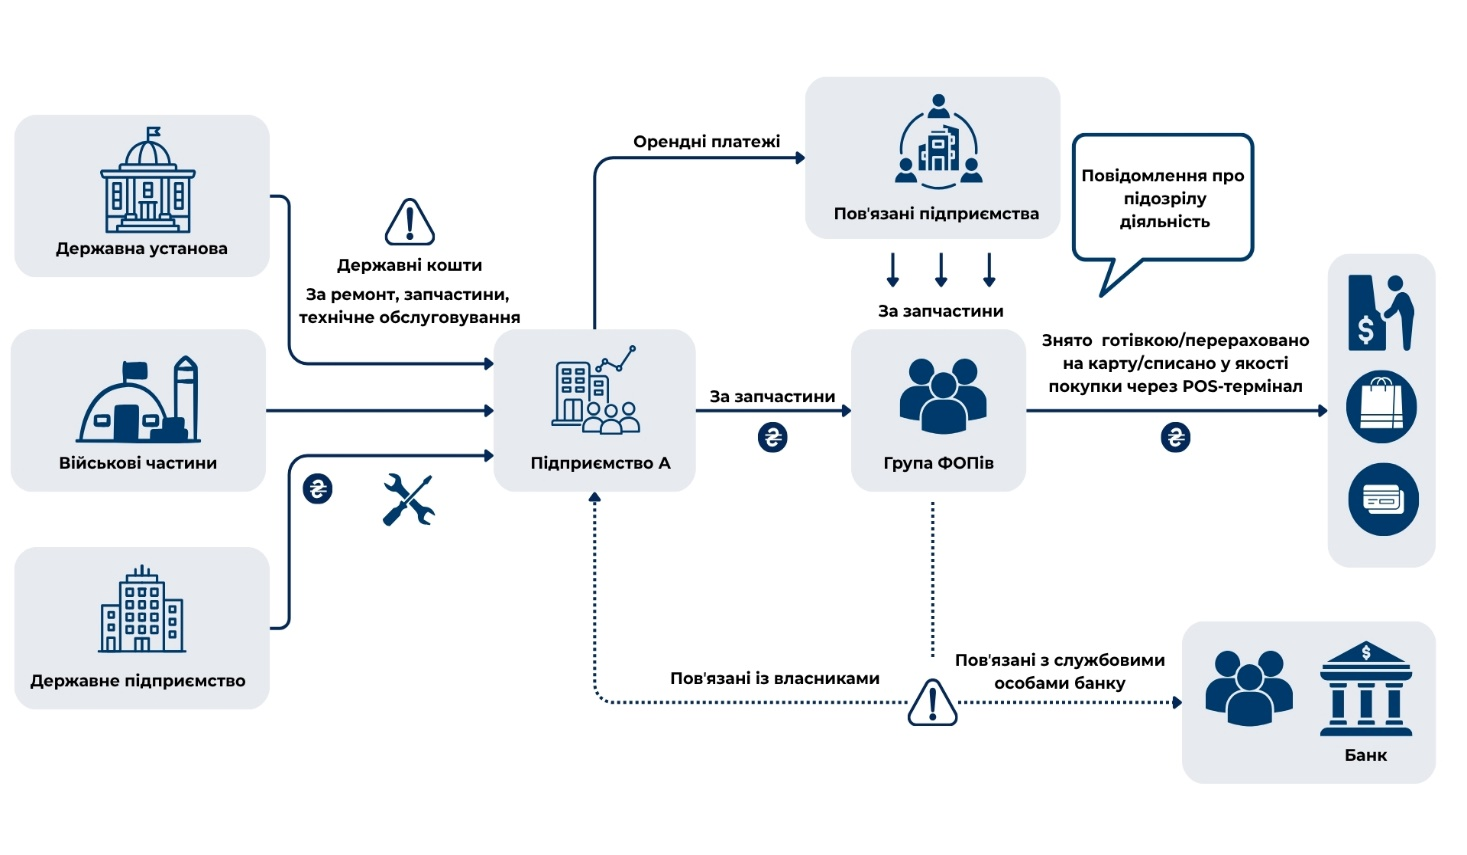 Державна установа
Військові частини
Державне підприємство
Державні кошти
За ремонт, запчастини,
технічне обслуговування
Підприємство А
Орендні платежі
Пов'язані підприємства
За запчастини
За запчастини
Група ФОПів
Повідомлення про
підозрілу
діяльність
Знято готівкою/перераховано
на карту/списано у якості
покупки через POS-термінал
Пов'язані із власниками
Пов'язані з службовими
особами банку
Банк